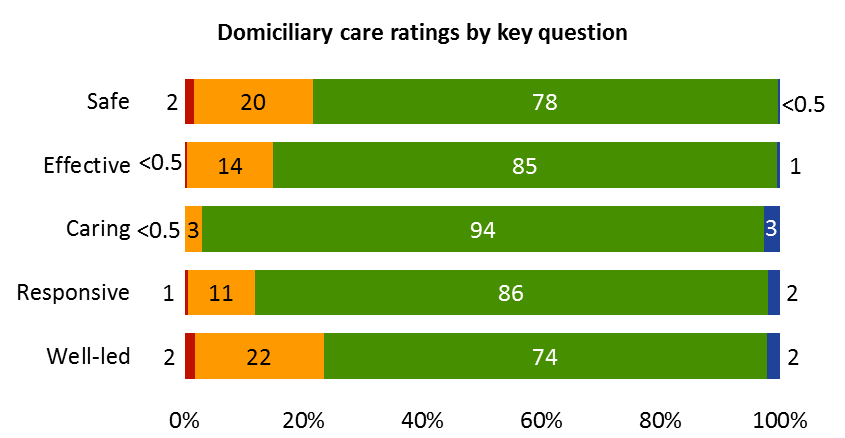 Domiciliary care ratings by key question
Safe 2 20 78 <0.5
Effective <0.5 14 85 1
Caring <0.5 3 94 3
Responsive 1 11 86 2
Well-led 2 22 74 2
0% 20% 40% 60% 80% 100%